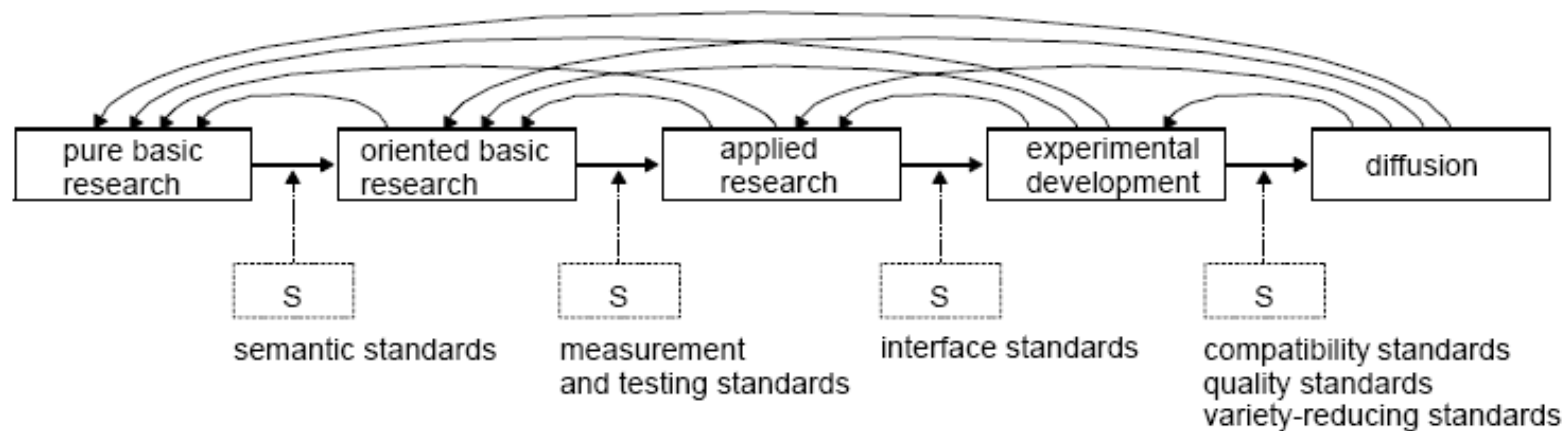 pure basic
research
oriented basic
research
applied
research
experimental
development
diffusion
S
S
S
S
semantic standards
measurement
and testing standards
interface standards
compatibility standards
quality standards
variety-reducing standards